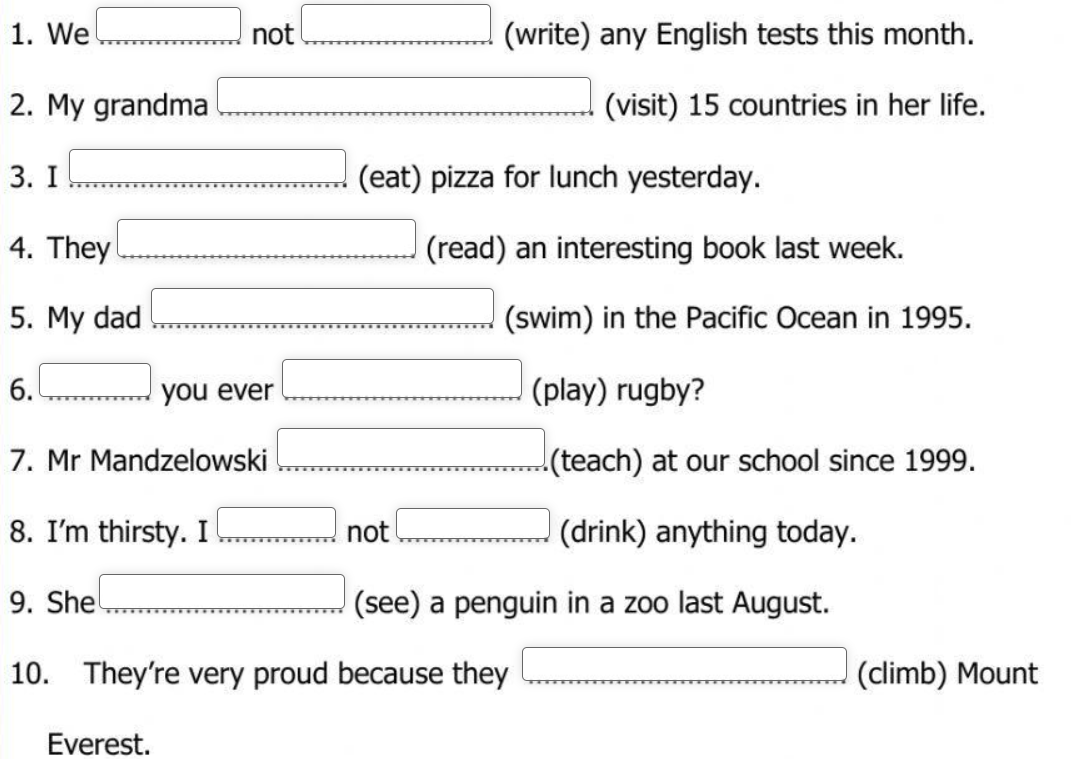 1. We ............ not ............ (write) any English tests this month.
2. My grandma ............ (visit) 15 countries in her life.
3. I ............ (eat) pizza for lunch yesterday.
4. They ............ (read) an interesting book last week.
5. My dad ............ (swim) in the Pacific Ocean in 1995.
6. ............ you ever ............ (play) rugby?
7. Mr Mandzelowski ............(teach) at our school since 1999.
8. I’m thirsty. I ............ not ............ (drink) anything today.
9. She ............ (see) a penguin in a zoo last August.
10. They’re very proud because they ............ (climb) Mount
Everest.